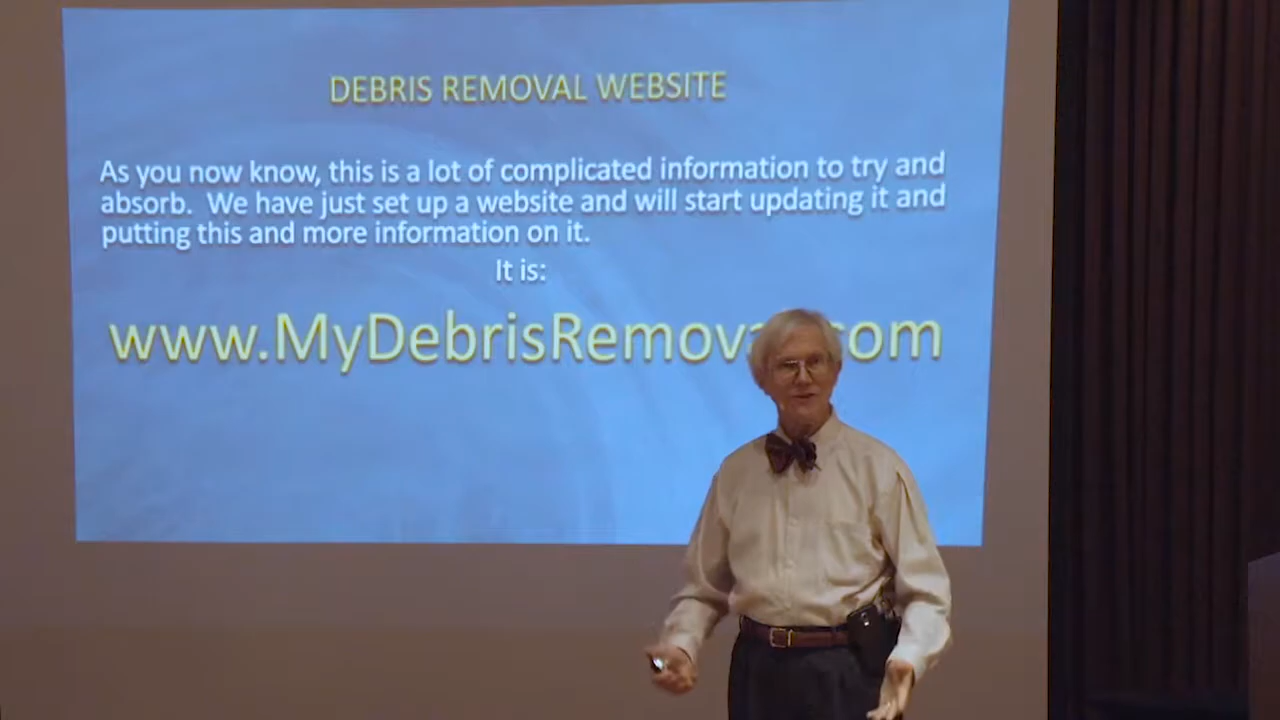 DEBRIS REMOVAL WEBSITE
As you now know, this is a lot of complicated information to try and
absorb.  We have just set up a website and will start updating it and
putting this and more information on it.
It is:
www.MyDebrisRemoval.com